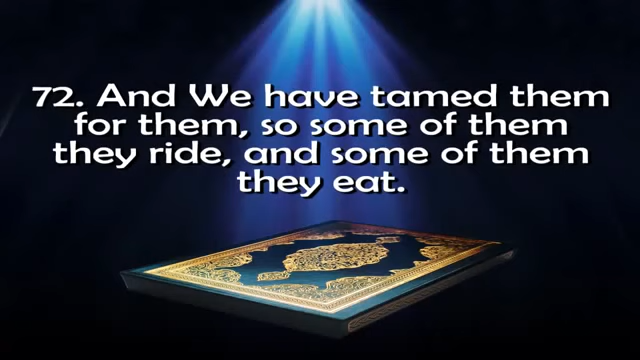 72. And We have tamed them
for them, so some of them
they ride, and some of them
they eat.